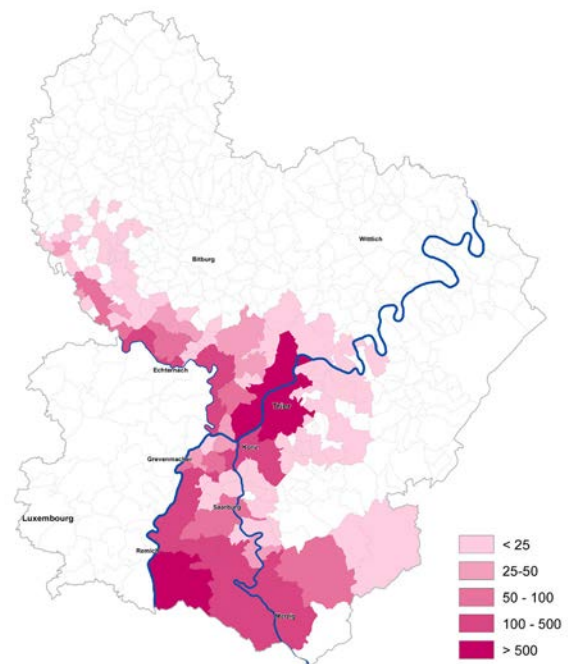 Wittlich
Bitburg
Echternach
Trier
Konz
Grevenmacher
Saarburg
Luxembourg
Remich
Merzig
< 25
25-50
50 - 100
100 - 500
> 500